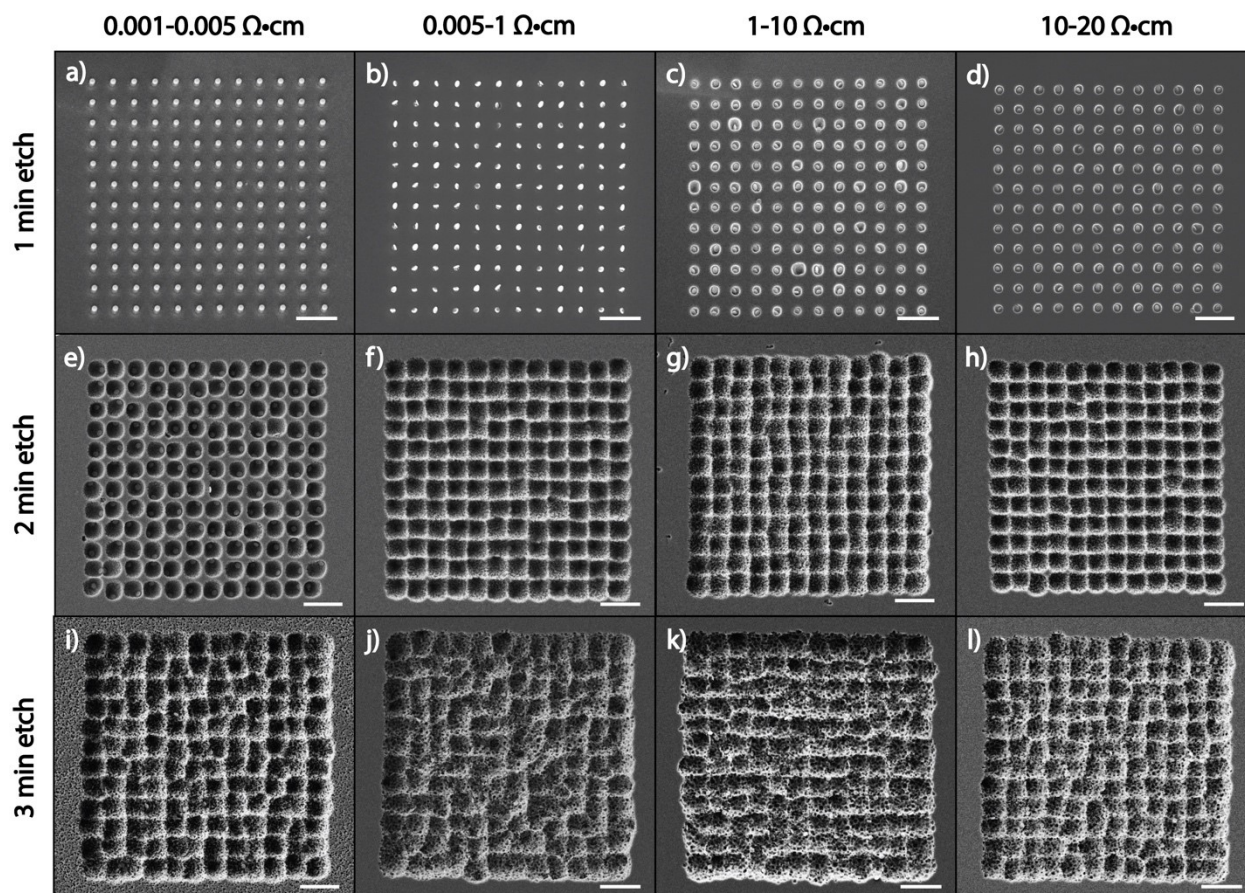 0.001-0.005 Ω•cm
0.005-1 Ω•cm
1-10 Ω•cm
10-20 Ω•cm
1 min etch
a)
b)
c)
d)
2 min etch
e)
f)
g)
h)
3 min etch
i)
j)
k)
l)